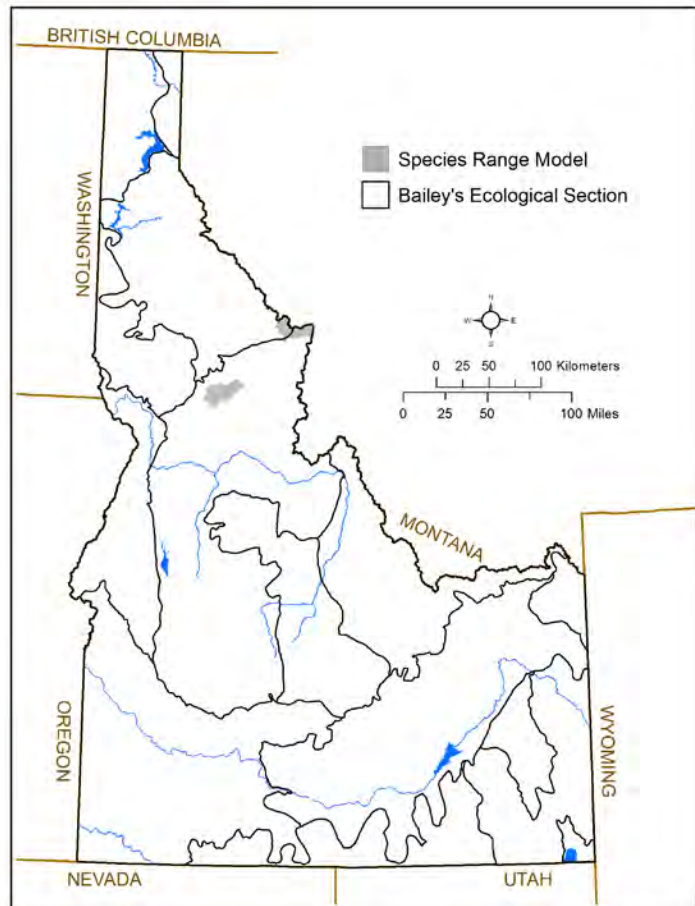 BRITISH COLUMBIA
WASHINGTON
Species Range Model
Bailey's Ecological Section
N
W
E
S
0 25 50 100 Kilometers
0 25 50 100 Miles
MONTANA
OREGON
WYOMING
NEVADA
UTAH